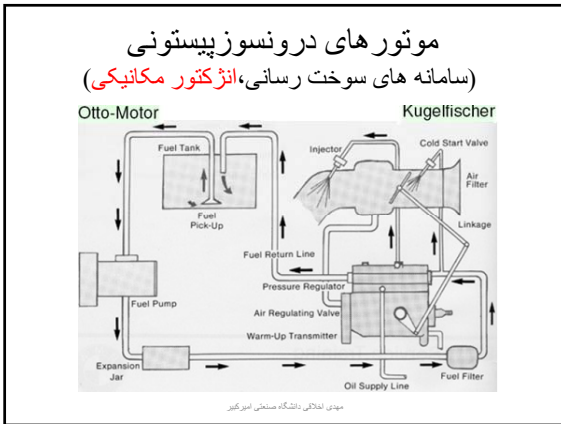 موتورهای درونسوزپیستونی
(سامانه های سوخت رسانی،انژکتور مکانیکی)
Otto-Motor
Kugelfischer
Fuel Tank
Injector
Cold Start Valve
Air
Filter
Fuel
Pick-Up
Linkage
Fuel Return Line
Pressure Regulator
Fuel Pump
Air Regulating Valve
Warm-Up Transmitter
Expansion
Jar
Oil Supply Line
Fuel Filter
مهدی اخلاقی دانشگاه صنعتی امیرکبیر